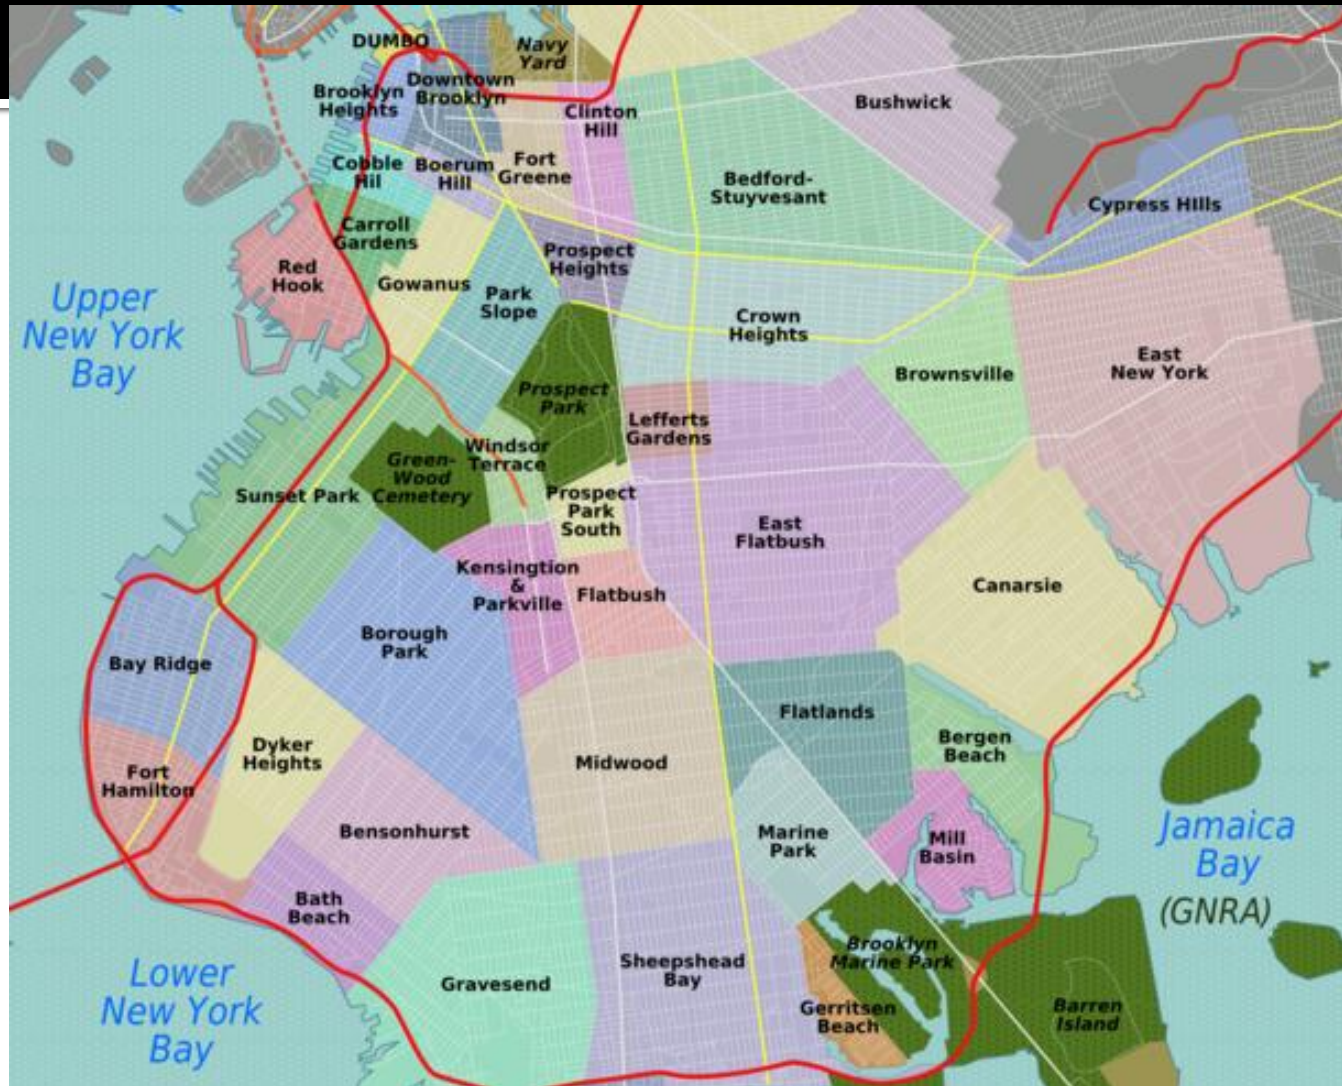 DUMBO
Navy
Yard
Downtown
Brooklyn
Brooklyn
Heights
Clinton
Hill
Bushwick
Cobble
Hil
Boerum
Hill
Fort
Greene
Bedford-
Stuyvesant
Cypress HIlls
Carroll
Gardens
Red
Hook
Gowanus
Prospect
Heights
Park
Slope
Upper
New York
Bay
Crown
Heights
Brownsville
East
New York
Prospect
Park
Lefferts
Gardens
Windsor
Terrace
Green-
Wood
Cemetery
Sunset Park
Prospect
Park
South
East
Flatbush
Kensingtion
&
Parkville
Flatbush
Canarsie
Borough
Park
Bay Ridge
Flatlands
Bergen
Beach
Dyker
Heights
Midwood
Fort
Hamilton
Bensonhurst
Marine
Park
Mill
Basin
Jamaica
Bay
(GNRA)
Bath
Beach
Brooklyn
Marine Park
Sheepshead
Bay
Gravesend
Lower
New York
Bay
Gerritsen
Beach
Barren
Island